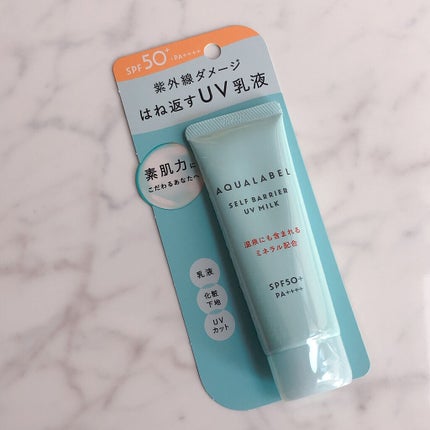 SPF50+・PA++++
紫外線ダメージ
はね返すUV乳液
素肌力に
こだわるあなたへ
乳液
化粧
下地
UV
カット
AQUALABEL
SELF BARRIER
UV MILK
温泉にも含まれる
ミネラル配合
SPF50+
PA++++